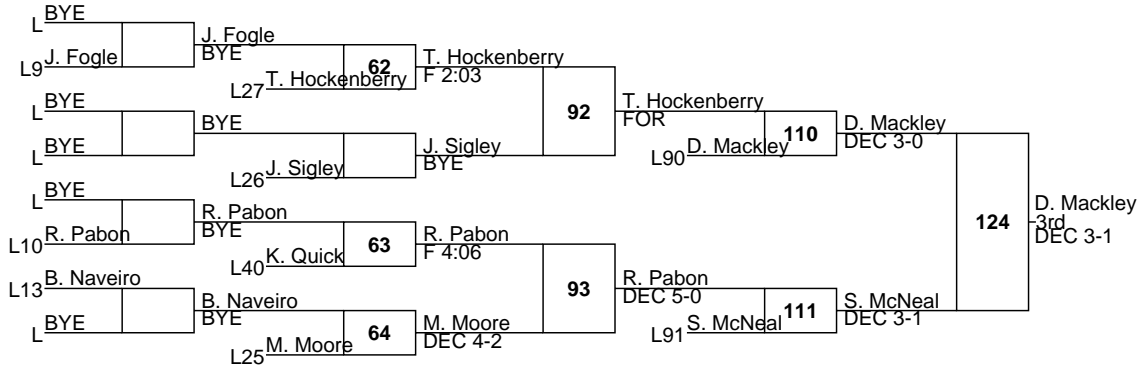 BYE
L
J. Fogle
L9
J. Fogle
BYE
62
T. Hockenberry
L27
T. Hockenberry
F 2:03
BYE
L
BYE
L
BYE
J. Sigley
L26
J. Sigley
BYE
92
T. Hockenberry
FOR
D. Mackley
L90
110
D. Mackley
DEC 3-0
BYE
L
R. Pabon
L10
R. Pabon
BYE
63
K. Quick
L40
R. Pabon
F 4:06
B. Naveiro
L13
BYE
L
B. Naveiro
BYE
64
M. Moore
L25
M. Moore
DEC 4-2
93
R. Pabon
DEC 5-0
S. McNeal
L91
111
S. McNeal
DEC 3-1
124
D. Mackley
3rd
DEC 3-1